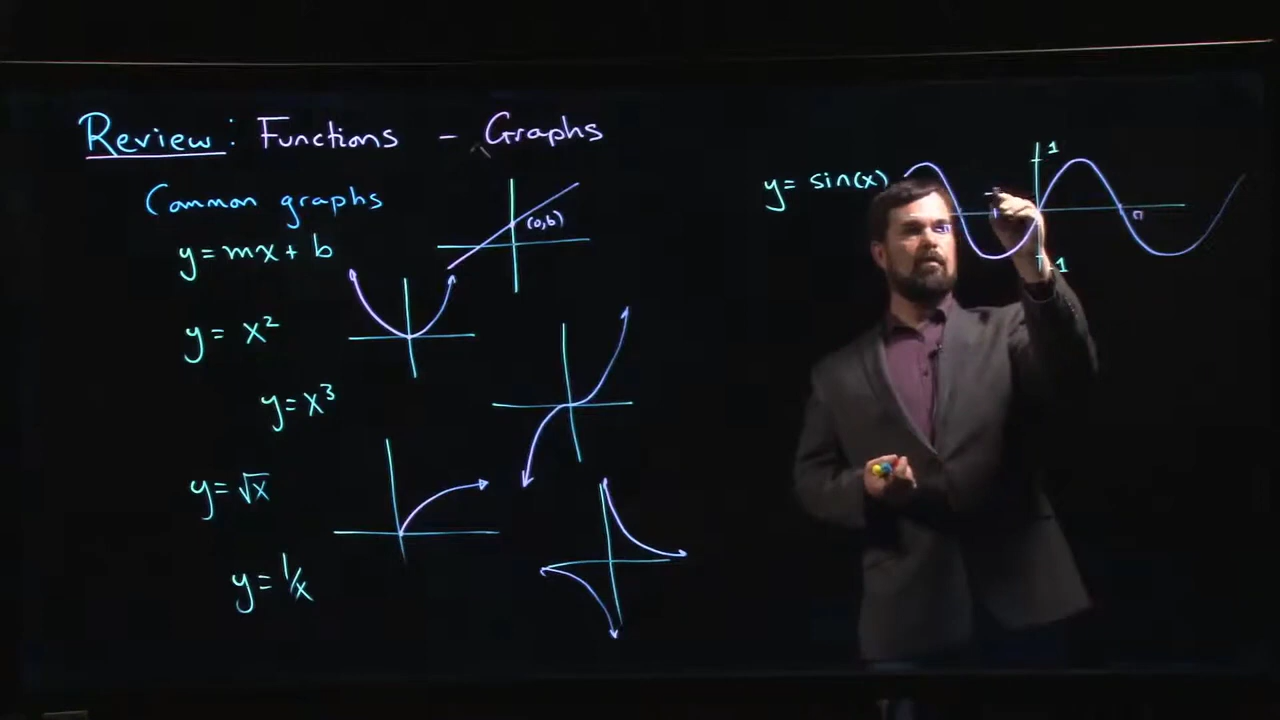 Review: Functions - Graphs
Common graphs
y = mx + b
(0,b)
y = x²
y = x³
y = √x
y = 1/x
y = sin(x)
1
-1
π